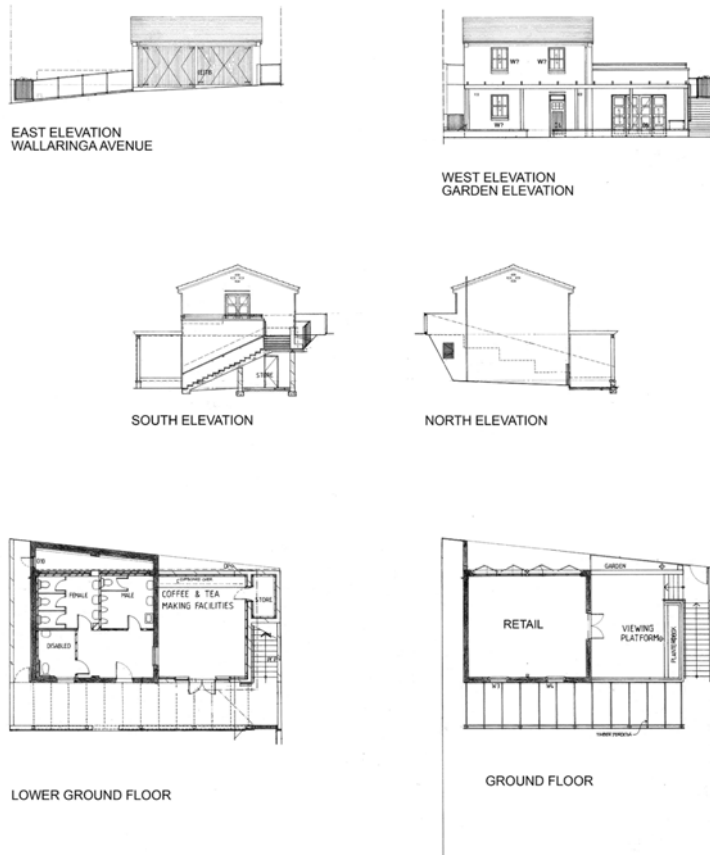 EAST ELEVATION
WALLARINGA AVENUE
W?
W?
W?
WEST ELEVATION
GARDEN ELEVATION
STORE
SOUTH ELEVATION
NORTH ELEVATION
FEMALE
MALE
COFFEE & TEA
MAKING FACILITIES
STORE
DISABLED
LOWER GROUND FLOOR
GARDEN
RETAIL
VIEWING
PLATFORM
PLANTERBOX
GROUND FLOOR